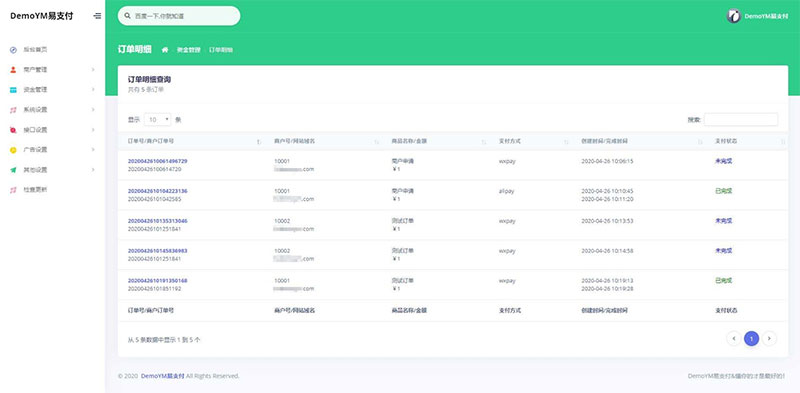 DemoYM易支付
百度一下,你就知道
DemoYM易支付
后台首页
商户管理
资金管理
系统设置
接口设置
广告设置
其他设置
检查更新
订单明细 资金管理 订单明细
订单明细查询
共有 5 条订单
显示 10 条
搜索:
订单号/商户订单号 商户号/网站域名 商品名称/金额 支付方式 创建时间/完成时间 支付状态
2020042610061496729 10001 商户申请 wxpay 2020-04-26 10:06:15 未完成
20200426100614720 .com ¥1
2020042610104223136 10001 商户申请 alipay 2020-04-26 10:10:45 已完成
20200426101042585 .com ¥1 2020-04-26 10:11:20
2020042610135313046 10002 测试订单 wxpay 2020-04-26 10:13:53 未完成
20200426101251841 .com ¥1
2020042610145836983 10002 测试订单 wxpay 2020-04-26 10:14:58 未完成
20200426101251841 .com ¥1
2020042610191350168 10001 测试订单 wxpay 2020-04-26 10:19:13 已完成
20200426101851192 .com ¥1 2020-04-26 10:19:28
订单号/商户订单号 商户号/网站域名 商品名称/金额 支付方式 创建时间/完成时间 支付状态
从 5 条数据中显示 1 到 5 个
1
© 2020 DemoYM易支付 All Rights Reserved.
DemoYM易支付&懂你的才是最好的!